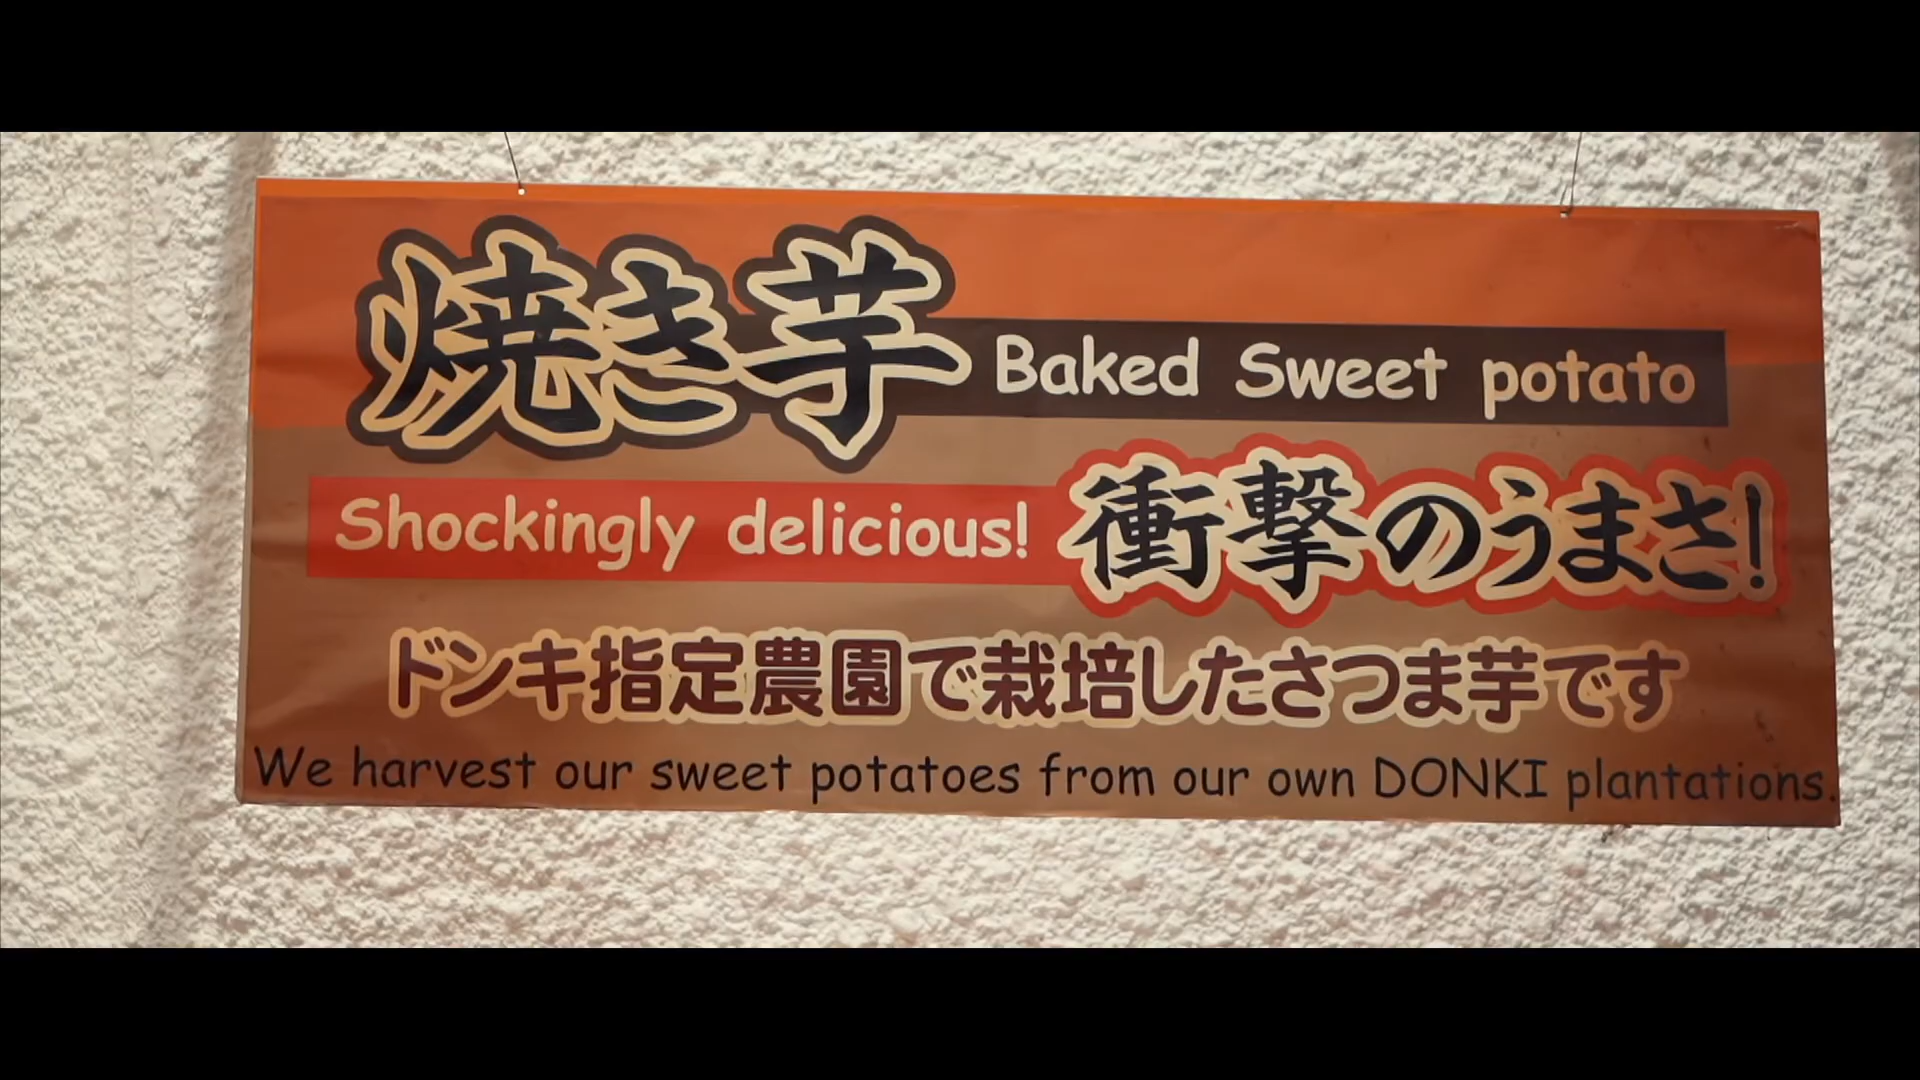 焼き芋 Baked Sweet potato
Shockingly delicious! 衝撃のうまさ!
ドンキ指定農園で栽培したさつま芋です
We harvest our sweet potatoes from our own DONKI plantations.